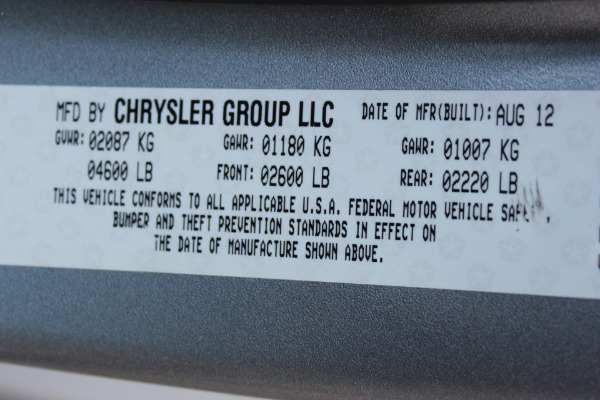 MFD BY CHRYSLER GROUP LLC DATE OF MFR(BUILT): AUG 12
GVWR: 02087 KG GAWR: 01180 KG GAWR: 01007 KG
04600 LB FRONT: 02600 LB REAR: 02220 LB
THIS VEHICLE CONFORMS TO ALL APPLICABLE U.S.A. FEDERAL MOTOR VEHICLE
BUMPER AND THEFT PREVENTION STANDARDS IN EFFECT ON
THE DATE OF MANUFACTURE SHOWN ABOVE.